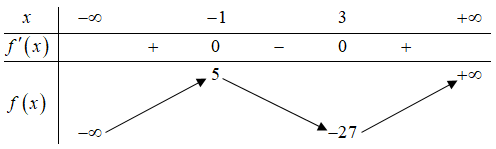 x −∞ −1 3 +∞
f′(x) + 0 − 0 +
5 +∞
f(x)
−∞ −27